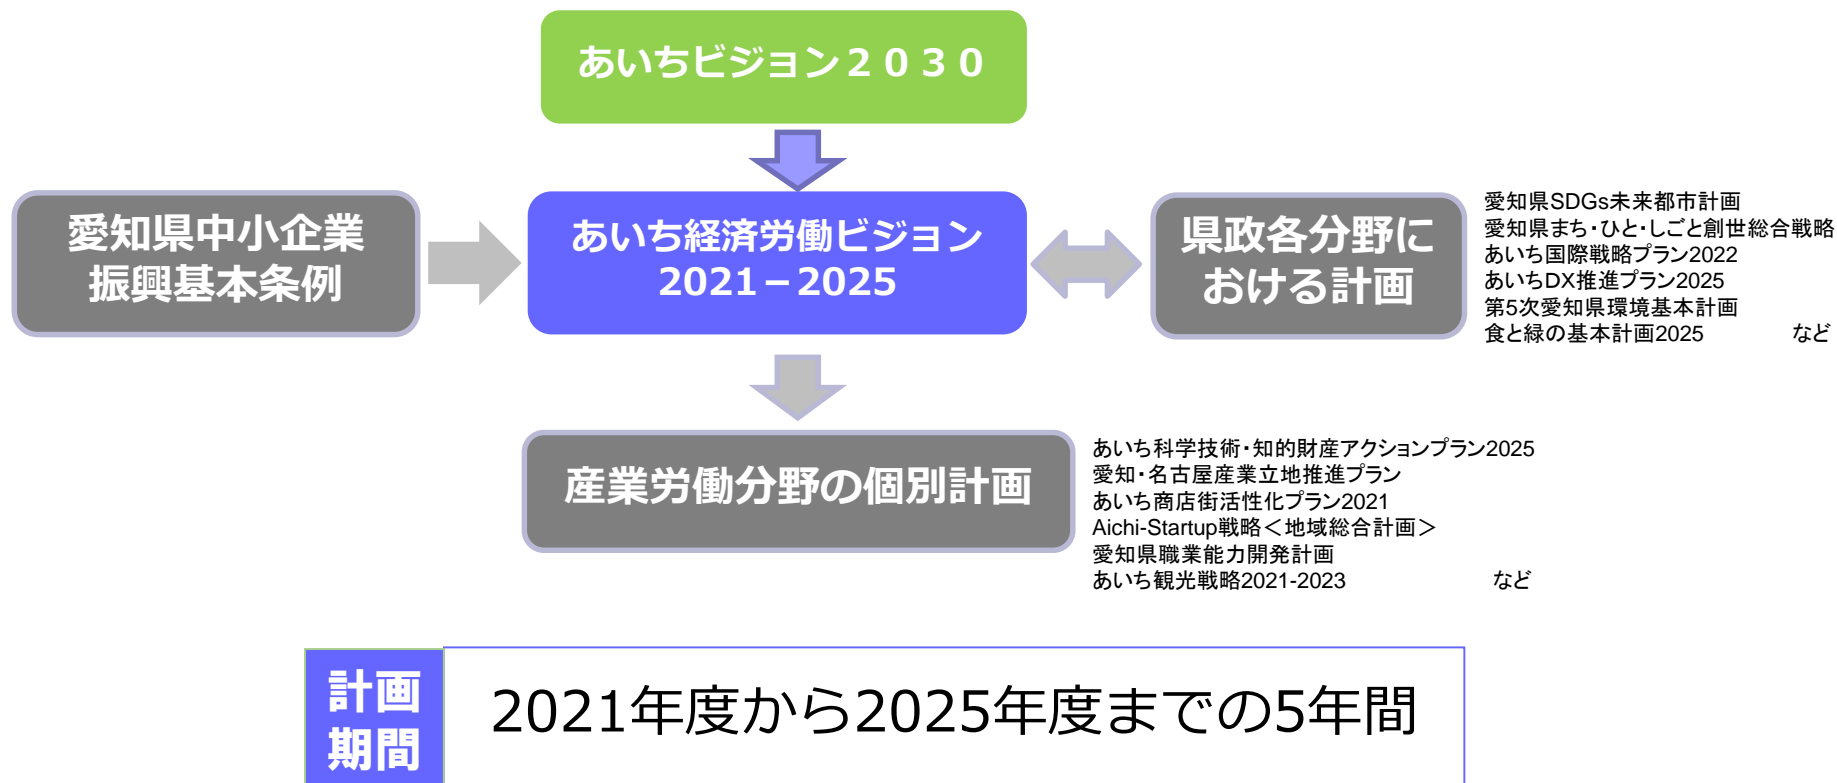 あいちビジョン２０３０
愛知県中小企業
振興基本条例
あいち経済労働ビジョン
2021－2025
県政各分野に
おける計画
愛知県SDGs未来都市計画
愛知県まち・ひと・しごと創世総合戦略
あいち国際戦略プラン2022
あいちDX推進プラン2025
第5次愛知県環境基本計画
食と緑の基本計画2025　　　　など
産業労働分野の個別計画
あいち科学技術・知的財産アクションプラン2025
愛知・名古屋産業立地推進プラン
あいち商店街活性化プラン2021
Aichi-Startup戦略＜地域総合計画＞
愛知県職業能力開発計画
あいち観光戦略2021-2023　　　　　　　など
計画
期間
2021年度から2025年度までの5年間